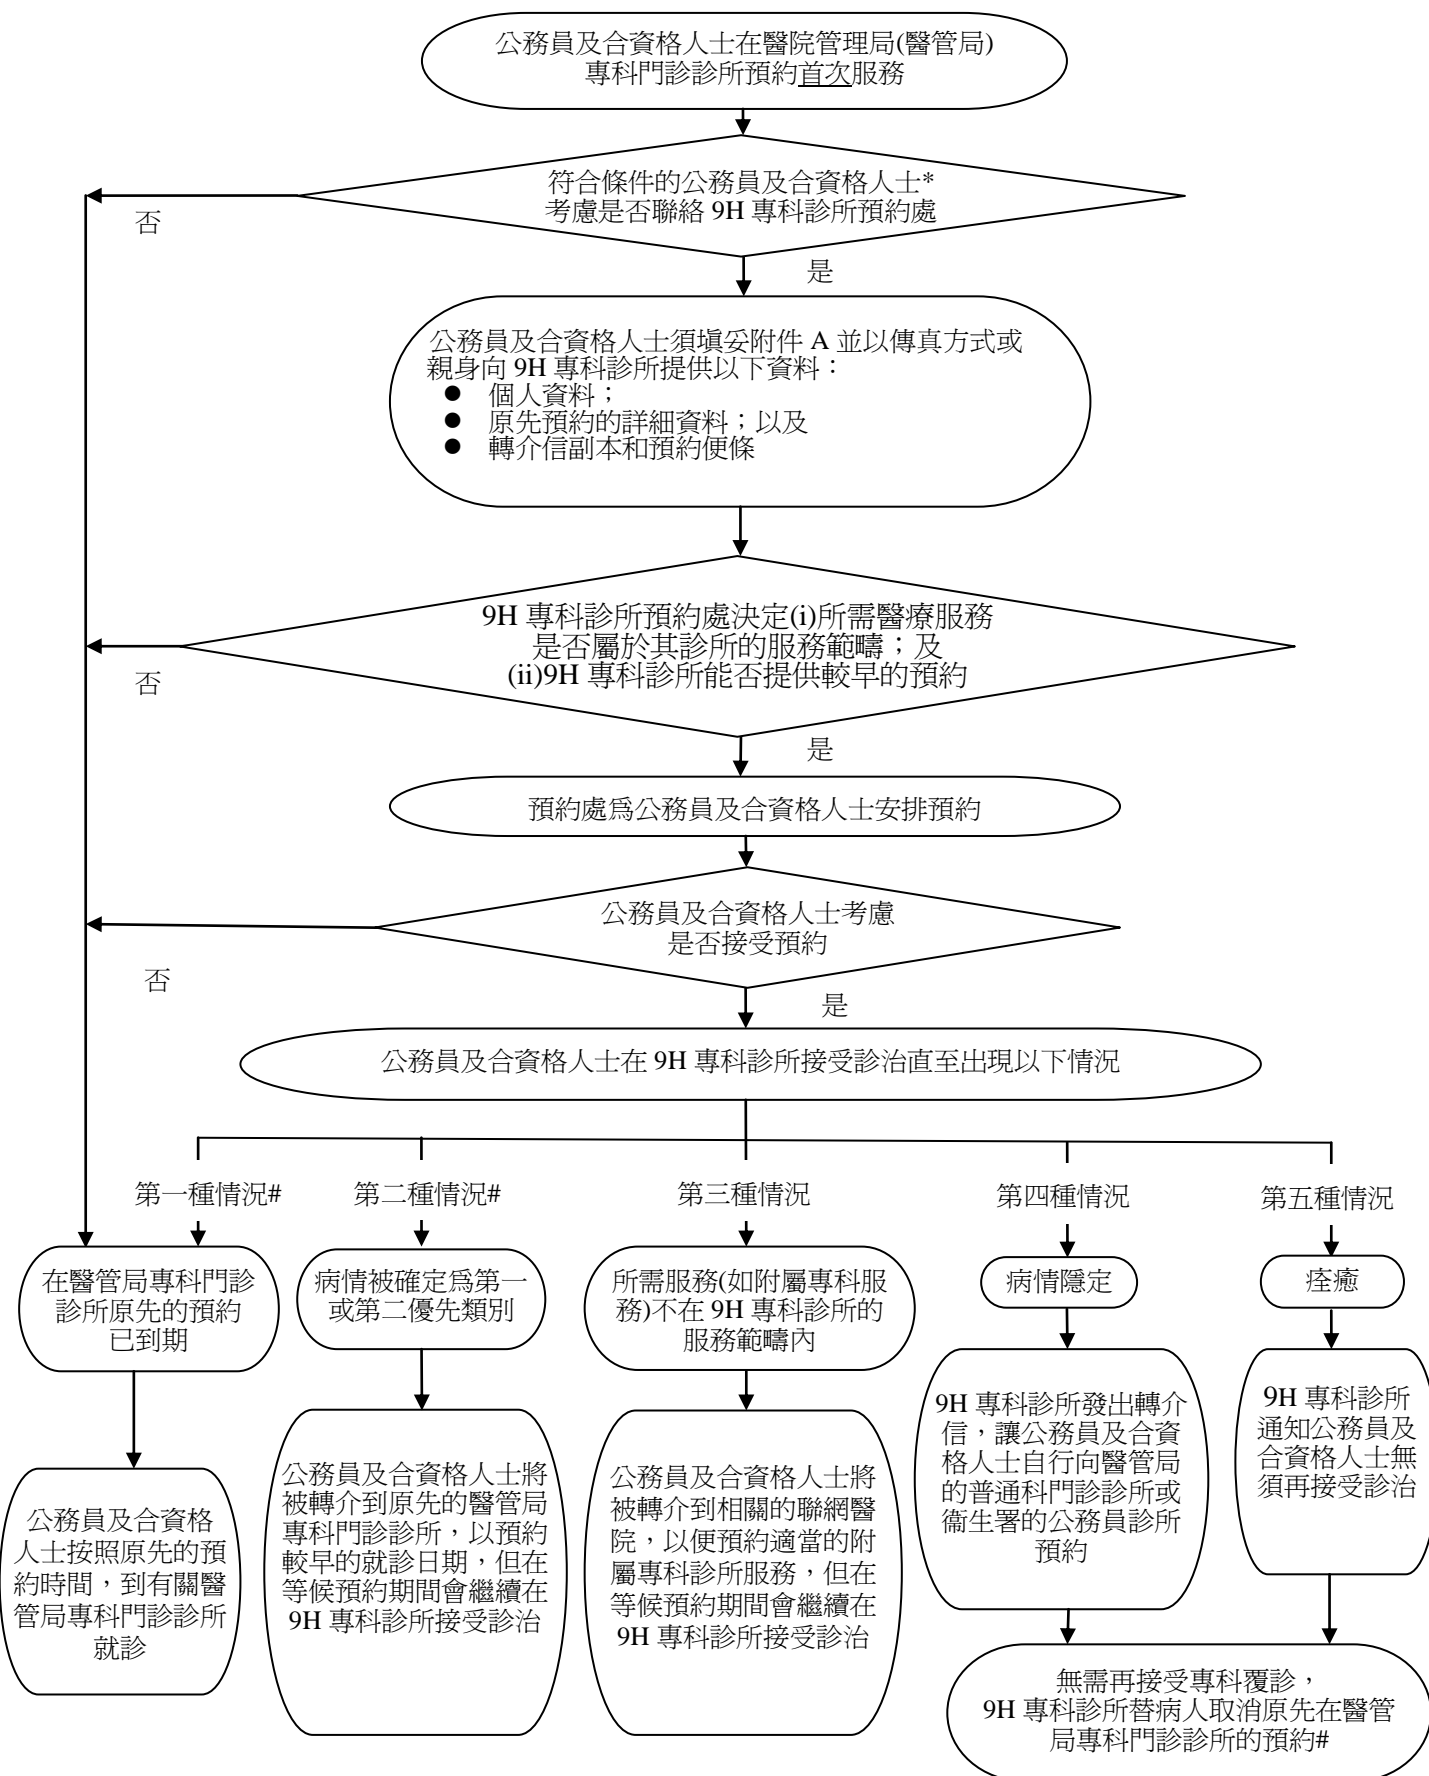 公務員及合資格人士在醫院管理局(醫管局)
專科門診診所預約首次服務
符合條件的公務員及合資格人士*
考慮是否聯絡 9H 專科診所預約處
否
是
公務員及合資格人士須填妥附件 A 並以傳真方式或
親身向 9H 專科診所提供以下資料：
● 個人資料；
● 原先預約的詳細資料；以及
● 轉介信副本和預約便條
9H 專科診所預約處決定(i)所需醫療服務
是否屬於其診所的服務範疇；及
(ii)9H 專科診所能否提供較早的預約
否
是
預約處為公務員及合資格人士安排預約
公務員及合資格人士考慮
是否接受預約
否
是
公務員及合資格人士在 9H 專科診所接受診治直至出現以下情況
第一種情況#
第二種情況#
第三種情況
第四種情況
第五種情況
在醫管局專科門診
診所原先的預約
已到期
病情被確定為第一
或第二優先類別
所需服務(如附屬專科服
務)不在 9H 專科診所的
服務範疇內
病情隱定
痊癒
公務員及合資格
人士按照原先的預
約時間，到有關醫
管局專科門診診所
就診
公務員及合資格人士將
被轉介到原先的醫管局
專科門診診所，以預約
較早的就診日期，但在
等候預約期間會繼續在
9H 專科診所接受診治
公務員及合資格人士將
被轉介到相關的聯網醫
院，以便預約適當的附
屬專科診所服務，但在
等候預約期間會繼續在
9H 專科診所接受診治
9H 專科診所發出轉介
信，讓公務員及合資
格人士自行向醫管局
的普通科門診診所或
衞生署的公務員診所
預約
9H 專科診所
通知公務員及
合資格人士無
須再接受診治
無需再接受專科覆診，
9H 專科診所替病人取消原先在醫管
局專科門診診所的預約#